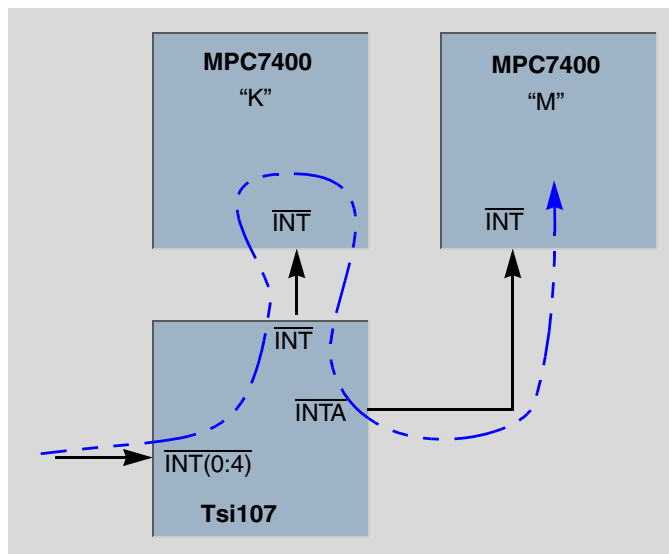 MPC7400
“K”
INT
MPC7400
“M”
INT
INT
INTA
INT(0:4)
Tsi107